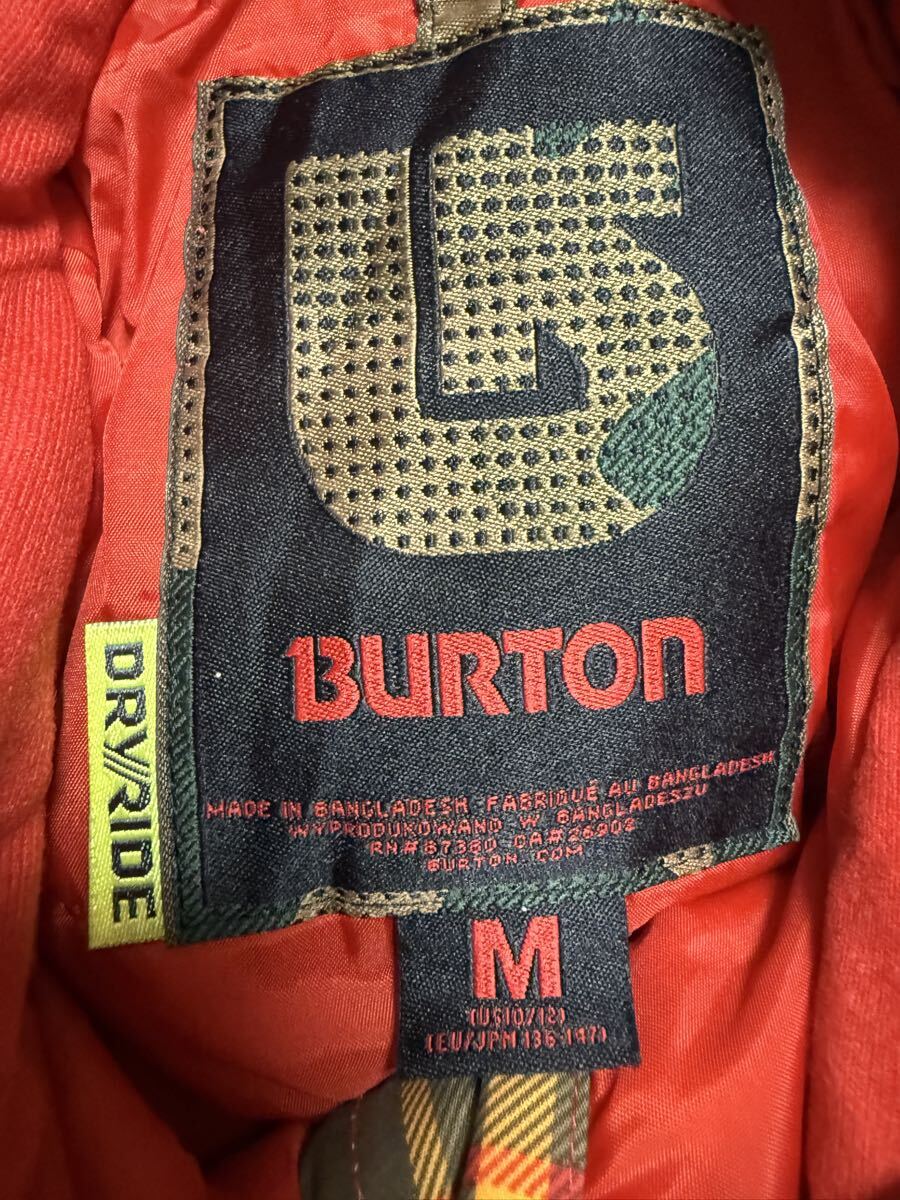 BURTON
DRY///RIDE
MADE IN BANGLADESH FABRIQUÉ AU BANGLADESH
WYPRODUKOWANO W BANGLADESZU
RN#87380 CA#26902
BURTON.COM
M
(US10/12)
(EU/JPN 136-147)